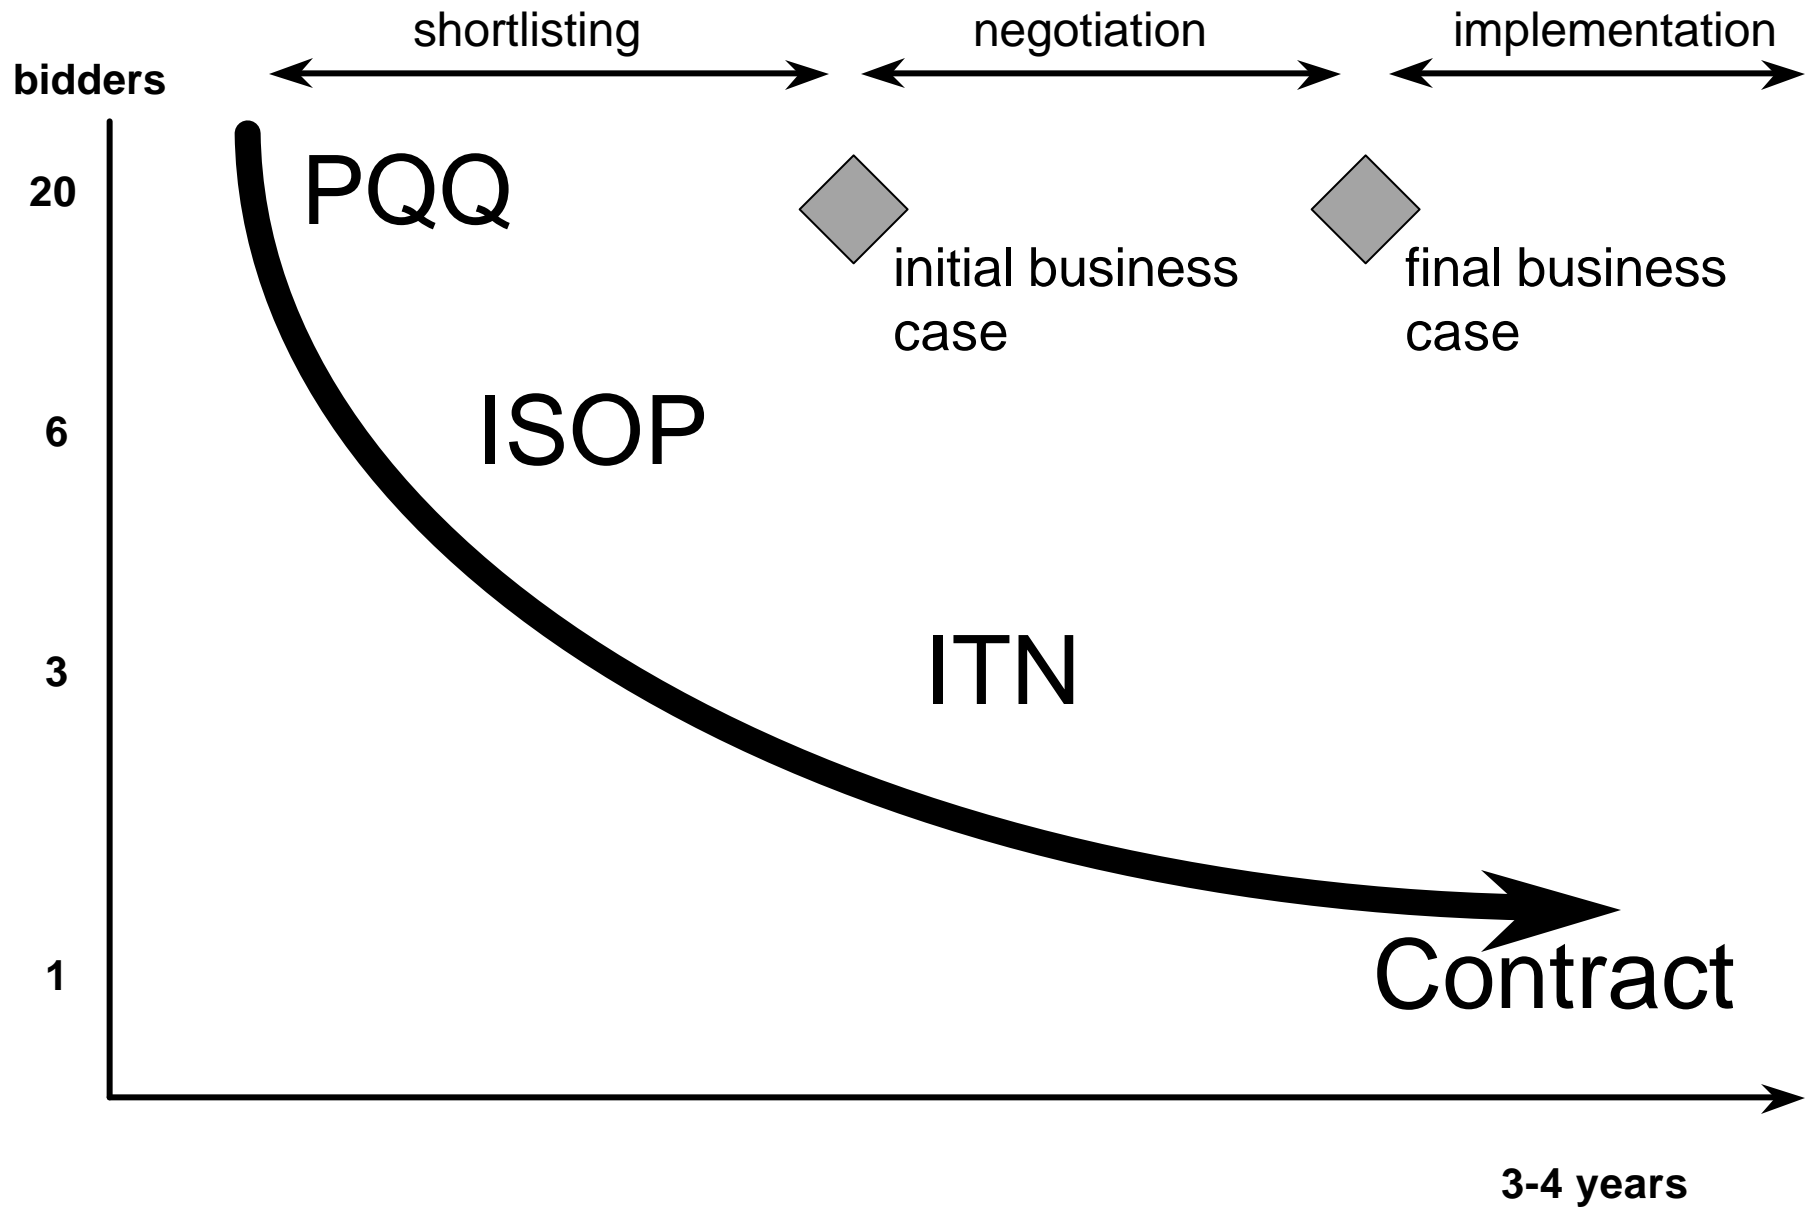 shortlisting
negotiation
implementation
bidders
20
PQQ
initial business
case
final business
case
6
ISOP
3
ITN
1
Contract
3-4 years